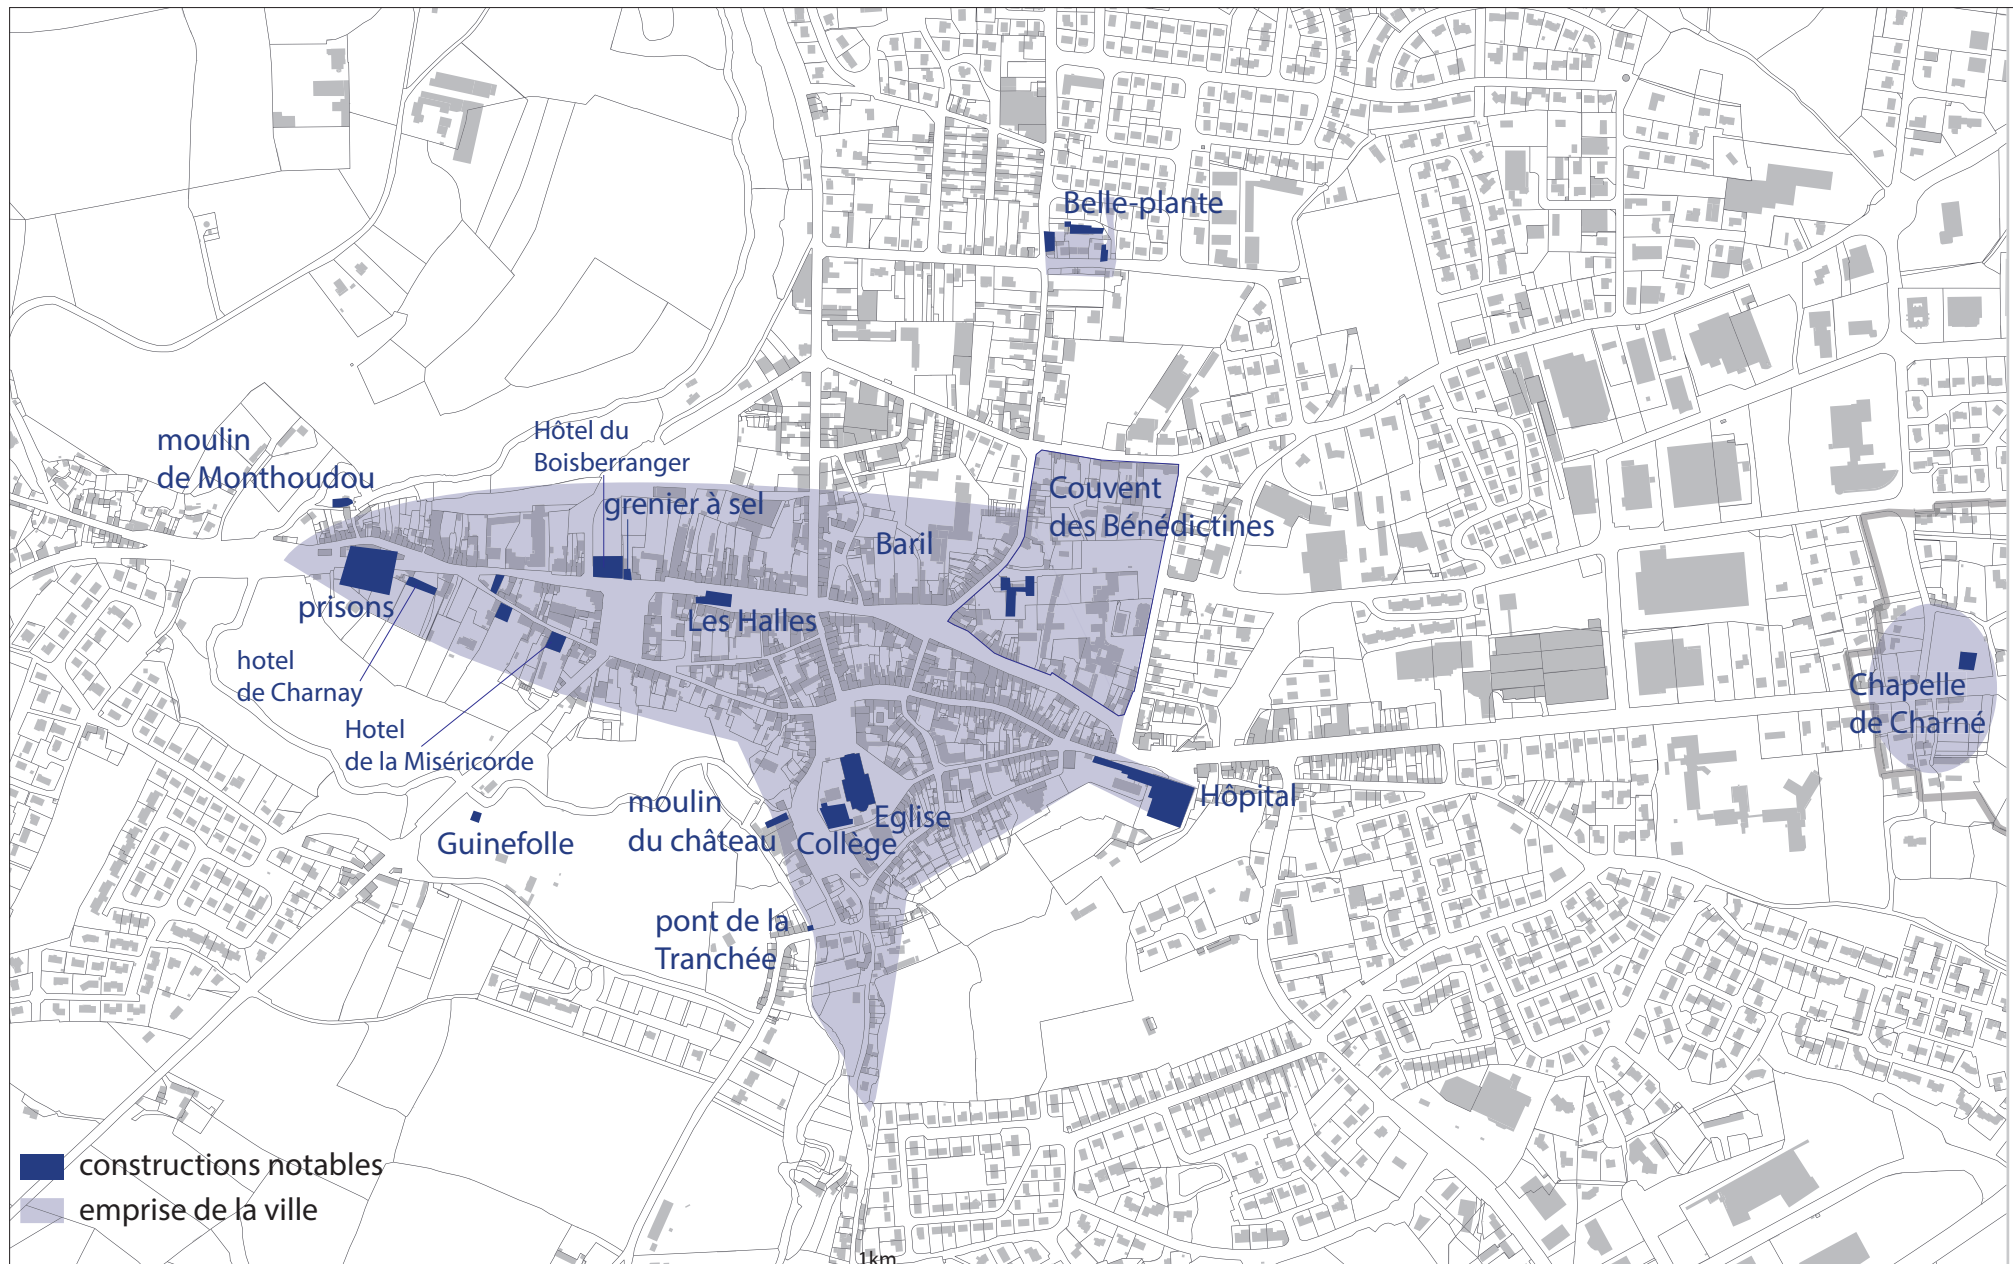 Belle-plante
Hôtel du
Boisberranger
moulin
de Monthoudou
grenier à sel
Couvent
des Bénédictines
Baril
prisons
Les Halles
hotel
de Charnay
Chapelle
de Charné
Hotel
de la Miséricorde
moulin
du château
Hôpital
Eglise
Guinefolle
Collège
pont de la
Tranchée
constructions notables
emprise de la ville
1km